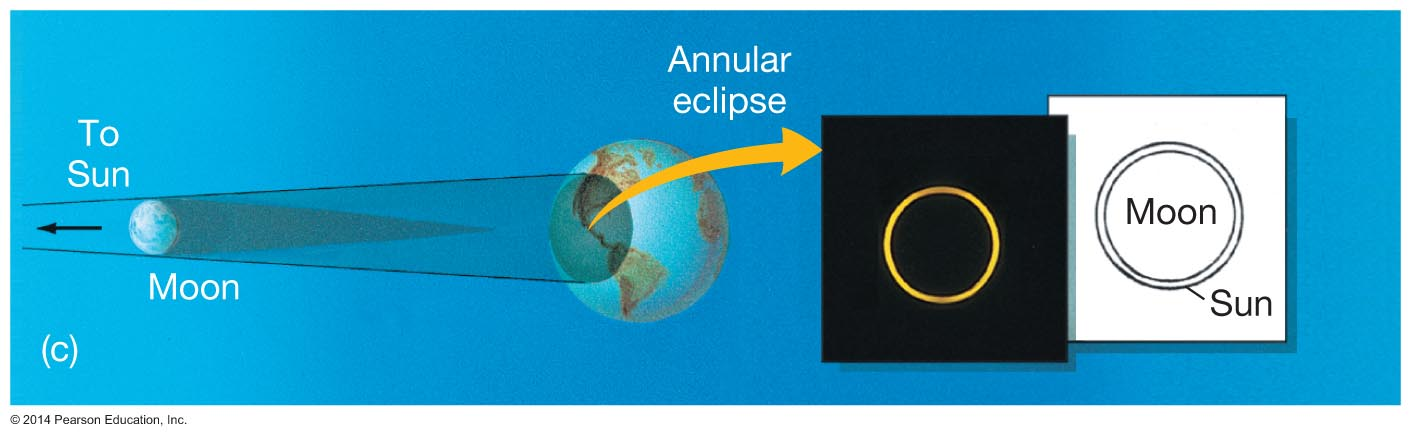 Annular
eclipse
To
Sun
Moon
Moon
Sun
(c)
© 2014 Pearson Education, Inc.